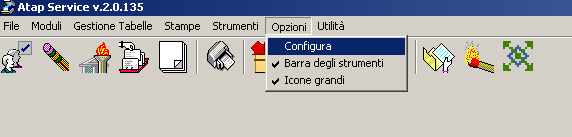 Atap Service v.2.0.135
File Moduli Gestione Tabelle Stampe Strumenti Opzioni Utilità
Configura
Barra degli strumenti
Icone grandi